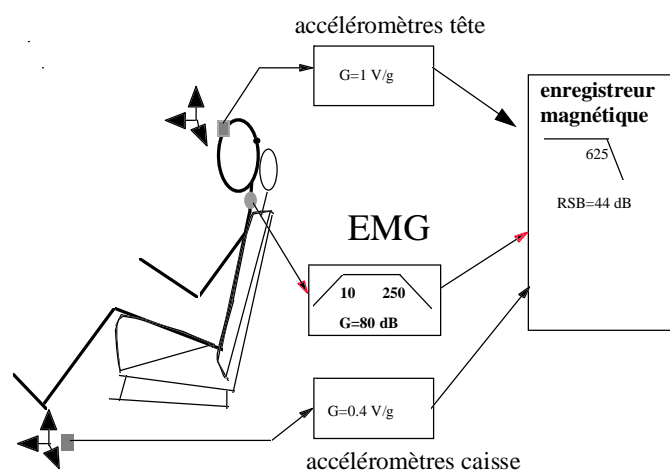 accéléromètres tête
G=1 V/g
enregistreur
magnétique
625
RSB=44 dB
EMG
10 250
G=80 dB
G=0.4 V/g
accéléromètres caisse